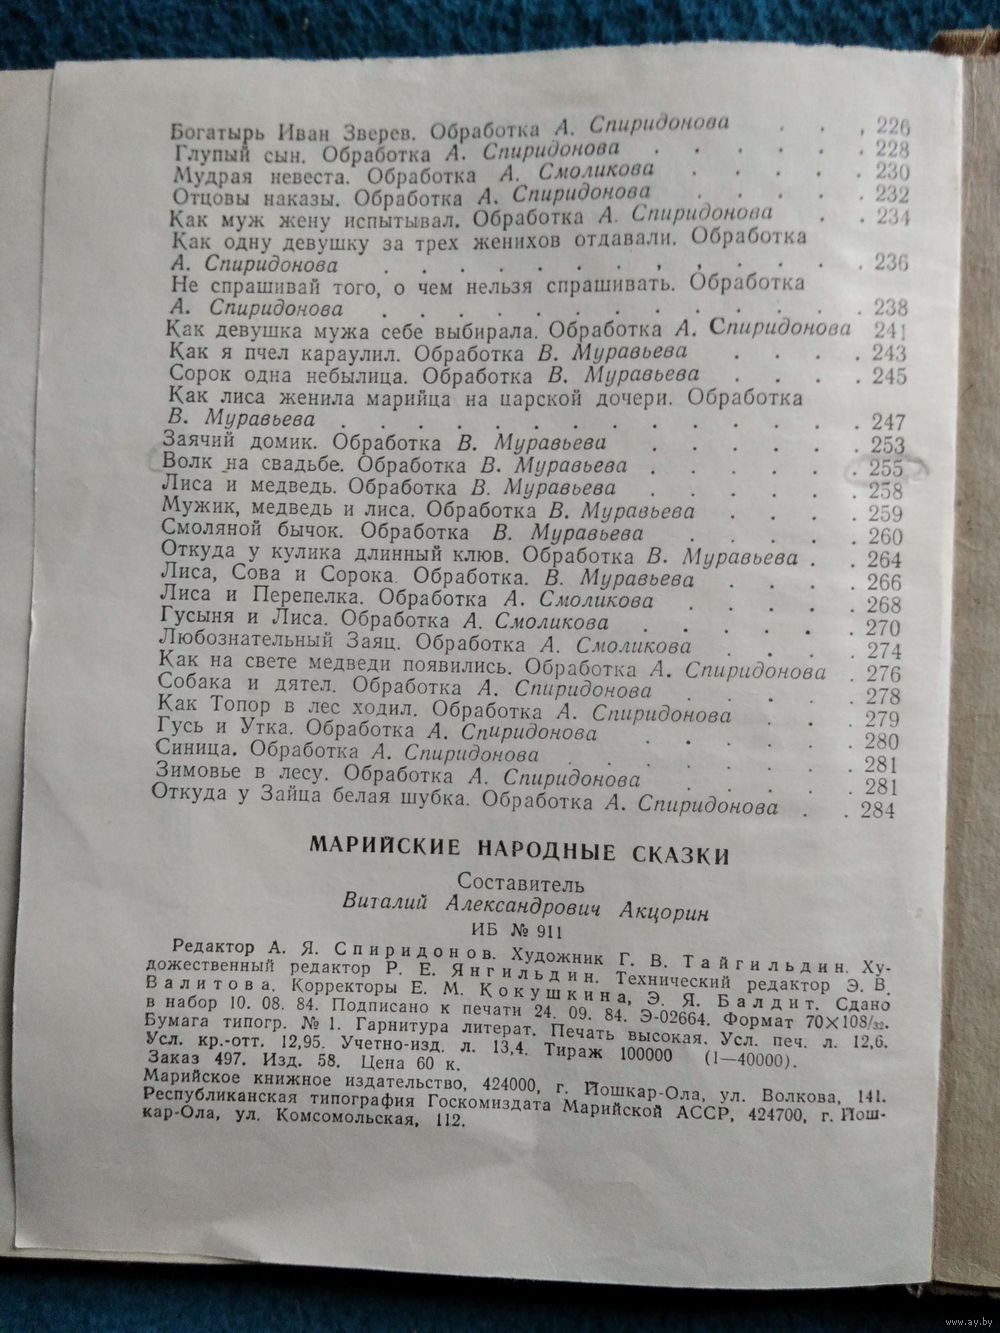 Богатырь Иван Зверев. Обработка А. Спиридонова . . . 226
Глупый сын. Обработка А. Спиридонова . . . . . . 228
Мудрая невеста. Обработка А. Смоликова . . . . . 230
Отцовы наказы. Обработка А. Спиридонова . . . . . 232
Как муж жену испытывал. Обработка А. Спиридонова . . 234
Как одну девушку за трех женихов отдавали. Обработка
А. Спиридонова . . . . . . . . . . . . . 236
Не спрашивай того, о чем нельзя спрашивать. Обработка
А. Спиридонова . . . . . . . . . . . . . 238
Как девушка мужа себе выбирала. Обработка А. Спиридонова 241
Как я пчел караулил. Обработка В. Муравьева . . . . 243
Сорок одна небылица. Обработка В. Муравьева . . . . 245
Как лиса женила марийца на царской дочери. Обработка
В. Муравьева . . . . . . . . . . . . . . 247
Заячий домик. Обработка В. Муравьева . . . . . . 253
Волк на свадьбе. Обработка В. Муравьева . . . . . . 255
Лиса и медведь. Обработка В. Муравьева . . . . . . 258
Мужик, медведь и лиса. Обработка В. Муравьева . . . . 259
Смоляной бычок. Обработка В. Муравьева . . . . . 260
Откуда у кулика длинный клюв. Обработка В. Муравьева . . 264
Лиса, Сова и Сорока. Обработка. В. Муравьева . . . . 266
Лиса и Перепелка. Обработка А. Смоликова . . . . . 268
Гусыня и Лиса. Обработка А. Смоликова . . . . . . 270
Любознательный Заяц. Обработка А. Смоликова . . . . 274
Как на свете медведи появились. Обработка А. Спиридонова . 276
Собака и дятел. Обработка А. Спиридонова . . . . . 278
Как Топор в лес ходил. Обработка А. Спиридонова . . . 279
Гусь и Утка. Обработка А. Спиридонова . . . . . . 280
Синица. Обработка А. Спиридонова . . . . . . . 281
Зимовье в лесу. Обработка А. Спиридонова . . . . . 281
Откуда у Зайца белая шубка. Обработка А. Спиридонова . . 284
МАРИЙСКИЕ НАРОДНЫЕ СКАЗКИ
Составитель
Виталий Александрович Акцорин
ИБ № 911
Редактор А. Я. Спиридонов. Художник Г. В. Тайгильдин. Ху-
дожественный редактор Р. Е. Янгильдин. Технический редактор Э. В.
Валитова. Корректоры Е. М. Кокушкина, Э. Я. Балдит. Сдано
в набор 10. 08. 84. Подписано к печати 24. 09. 84. Э-02664. Формат 70×108/32.
Бумага типогр. № 1. Гарнитура литерат. Печать высокая. Усл. печ. л. 12,6.
Усл. кр.-отт. 12,95. Учетно-изд. л. 13,4. Тираж 100000 (1—40000).
Заказ 497. Изд. 58. Цена 60 к.
Марийское книжное издательство, 424000, г. Йошкар-Ола, ул. Волкова, 141.
Республиканская типография Госкомиздата Марийской АССР, 424700, г. Йош-
кар-Ола, ул. Комсомольская, 112.
www.ay.by